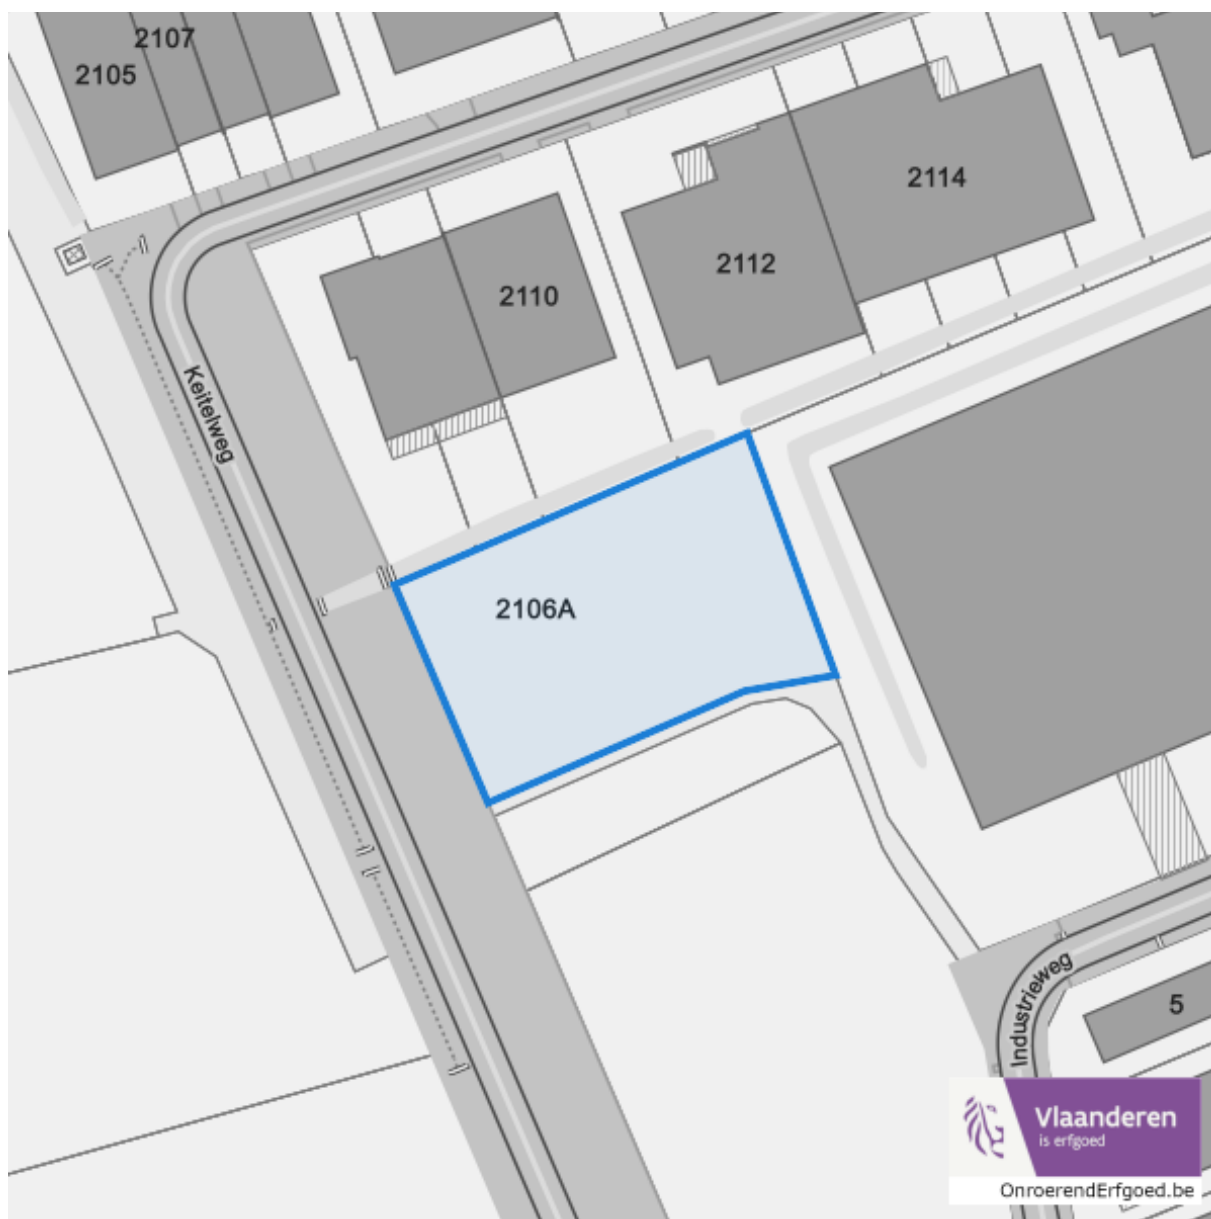 2107
2105
2114
2112
2110
Keitelweg
2106A
Industrieweg
5
Vlaanderen
is erfgoed
OnroerendErfgoed.be